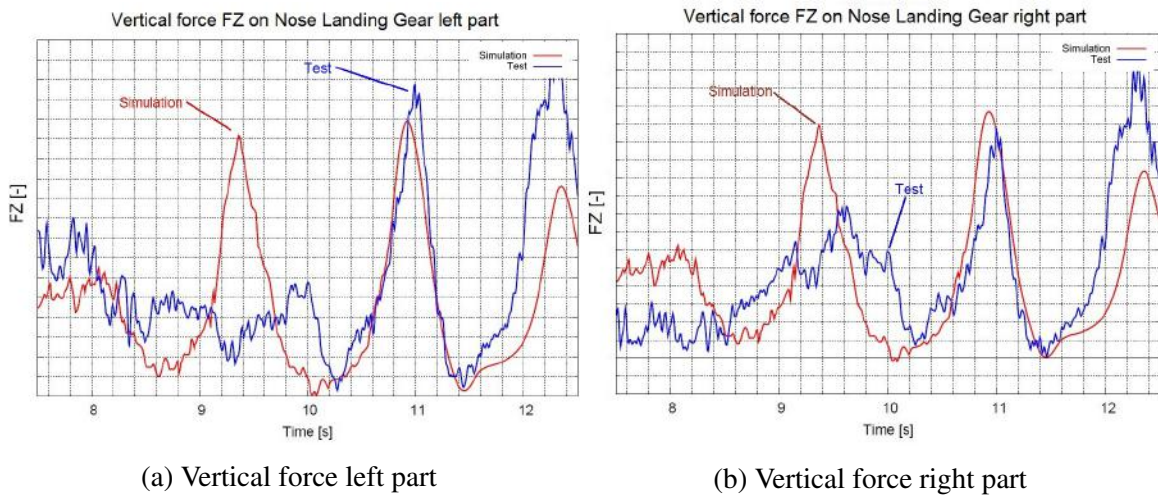 Vertical force FZ on Nose Landing Gear left part
Simulation
Test
Test
Simulation
FZ [-]
8 9 10 11 12
Time [s]
(a) Vertical force left part
Vertical force FZ on Nose Landing Gear right part
Simulation
Test
Simulation
Test
FZ [-]
8 9 10 11 12
Time [s]
(b) Vertical force right part